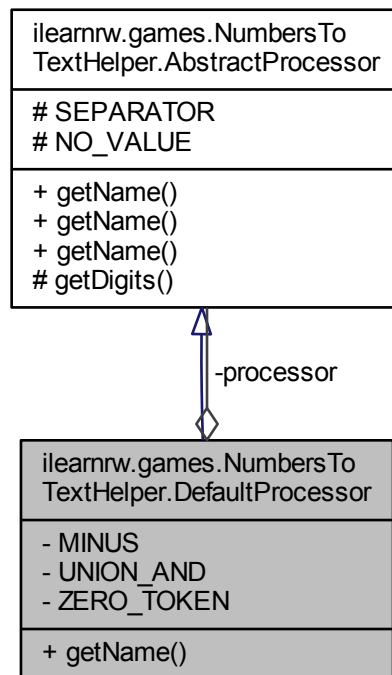 ilearnrw.games.NumbersTo
TextHelper.AbstractProcessor
# SEPARATOR
# NO_VALUE
+ getName()
+ getName()
+ getName()
# getDigits()
-processor
ilearnrw.games.NumbersTo
TextHelper.DefaultProcessor
- MINUS
- UNION_AND
- ZERO_TOKEN
+ getName()